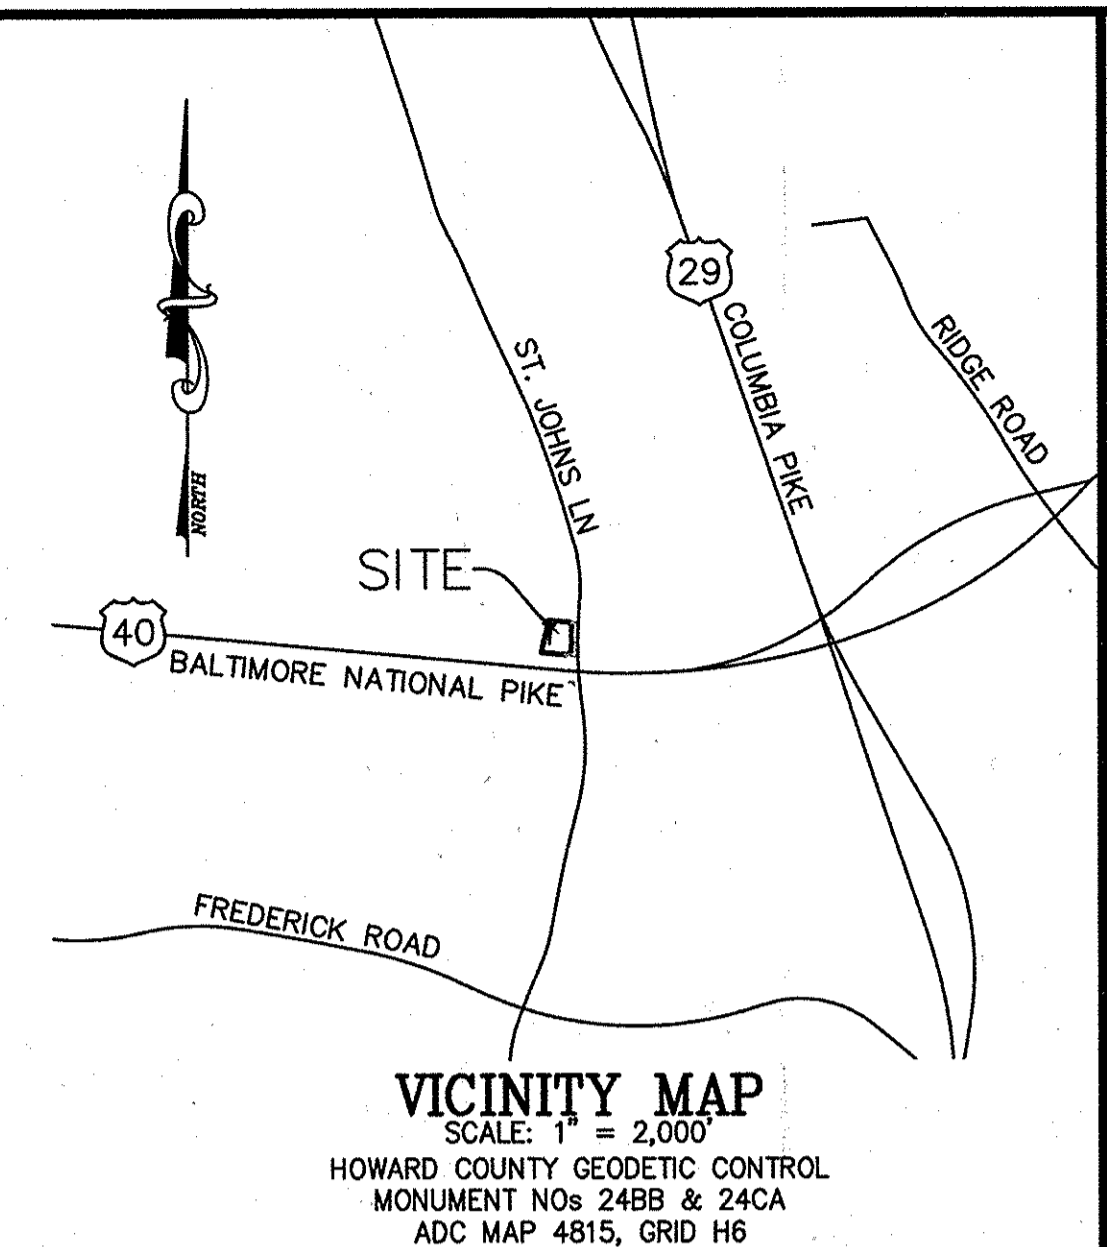 NORTH
ST. JOHNS LN
29
COLUMBIA PIKE
RIDGE ROAD
SITE
40
BALTIMORE NATIONAL PIKE
FREDERICK ROAD
VICINITY MAP
SCALE: 1" = 2,000'
HOWARD COUNTY GEODETIC CONTROL
MONUMENT NOs 24BB & 24CA
ADC MAP 4815, GRID H6